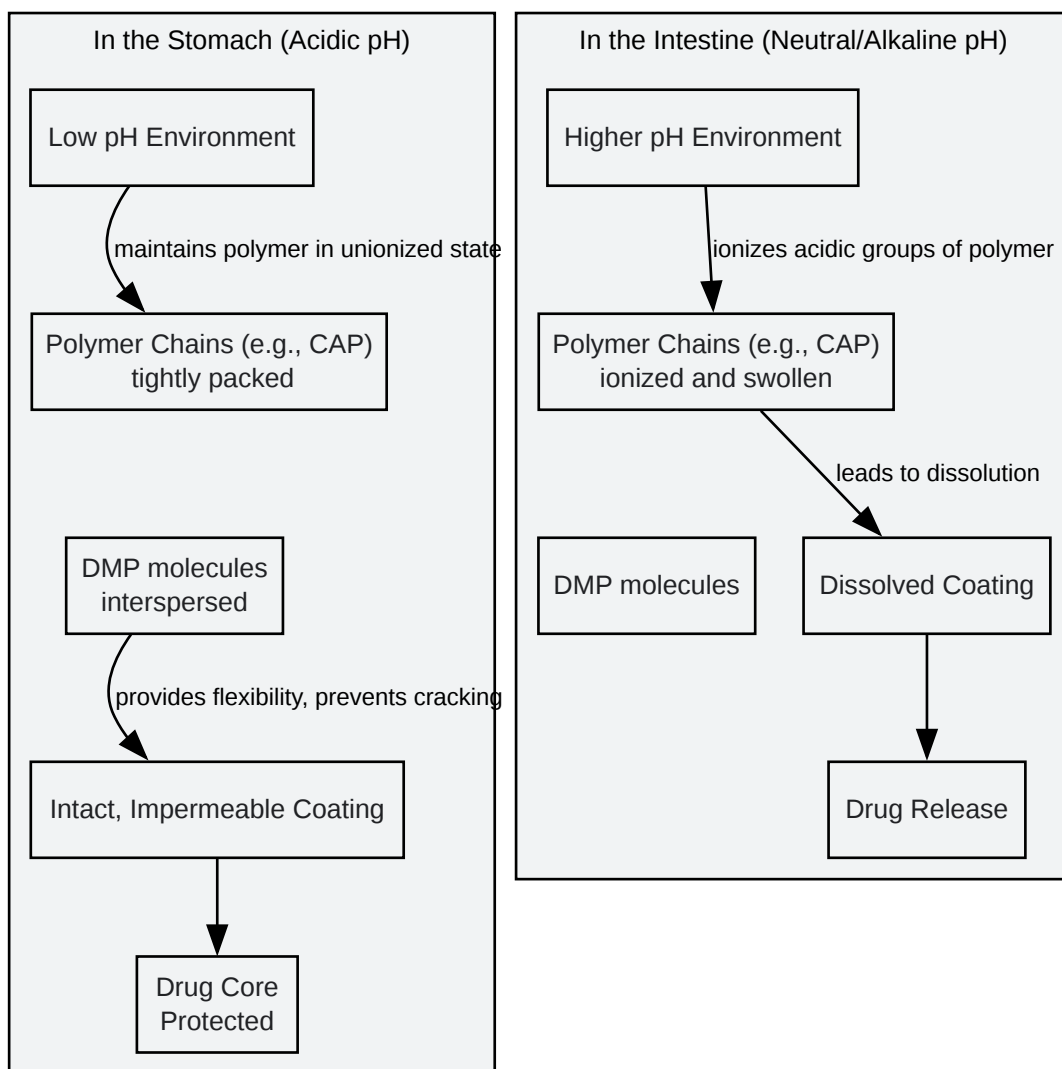 In the Stomach (Acidic pH)
Low pH Environment
maintains polymer in unionized state
Polymer Chains (e.g., CAP)
tightly packed
DMP molecules
interspersed
provides flexibility, prevents cracking
Intact, Impermeable Coating
Drug Core
Protected
In the Intestine (Neutral/Alkaline pH)
Higher pH Environment
ionizes acidic groups of polymer
Polymer Chains (e.g., CAP)
ionized and swollen
leads to dissolution
DMP molecules
Dissolved Coating
Drug Release